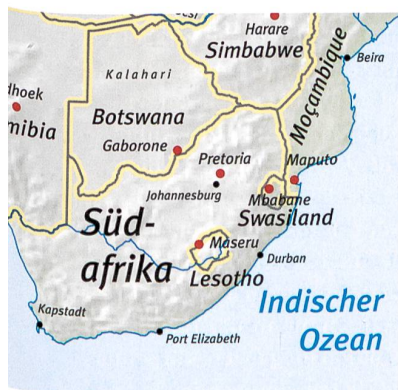 Harare
Simbabwe
Kalahari
Moçambique
Beira
dhoek
mibia
Botswana
Gaborone
Pretoria
Maputo
Johannesburg
Mbabane
Swasiland
Süd-
afrika
Maseru
Lesotho
Durban
Indischer
Ozean
Kapstadt
Port Elizabeth